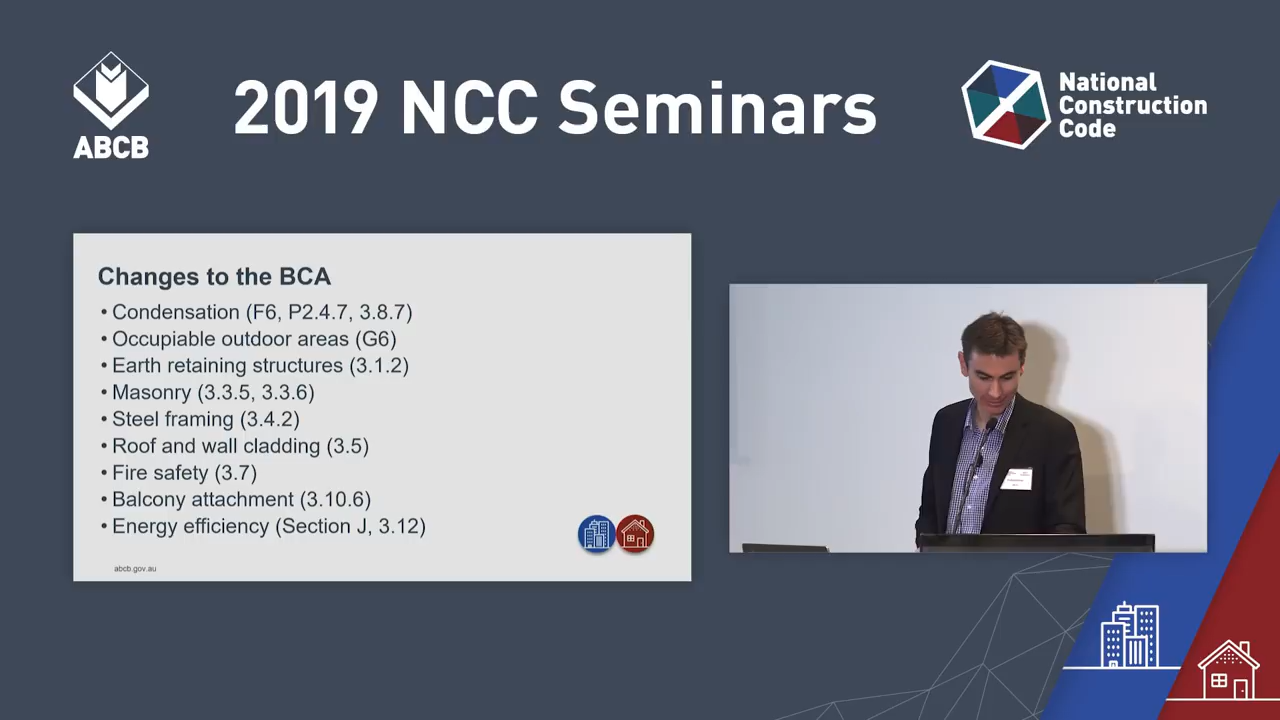 ABCB
2019 NCC Seminars
National
Construction
Code
Changes to the BCA
• Condensation (F6, P2.4.7, 3.8.7)
• Occupiable outdoor areas (G6)
• Earth retaining structures (3.1.2)
• Masonry (3.3.5, 3.3.6)
• Steel framing (3.4.2)
• Roof and wall cladding (3.5)
• Fire safety (3.7)
• Balcony attachment (3.10.6)
• Energy efficiency (Section J, 3.12)
abcb.gov.au